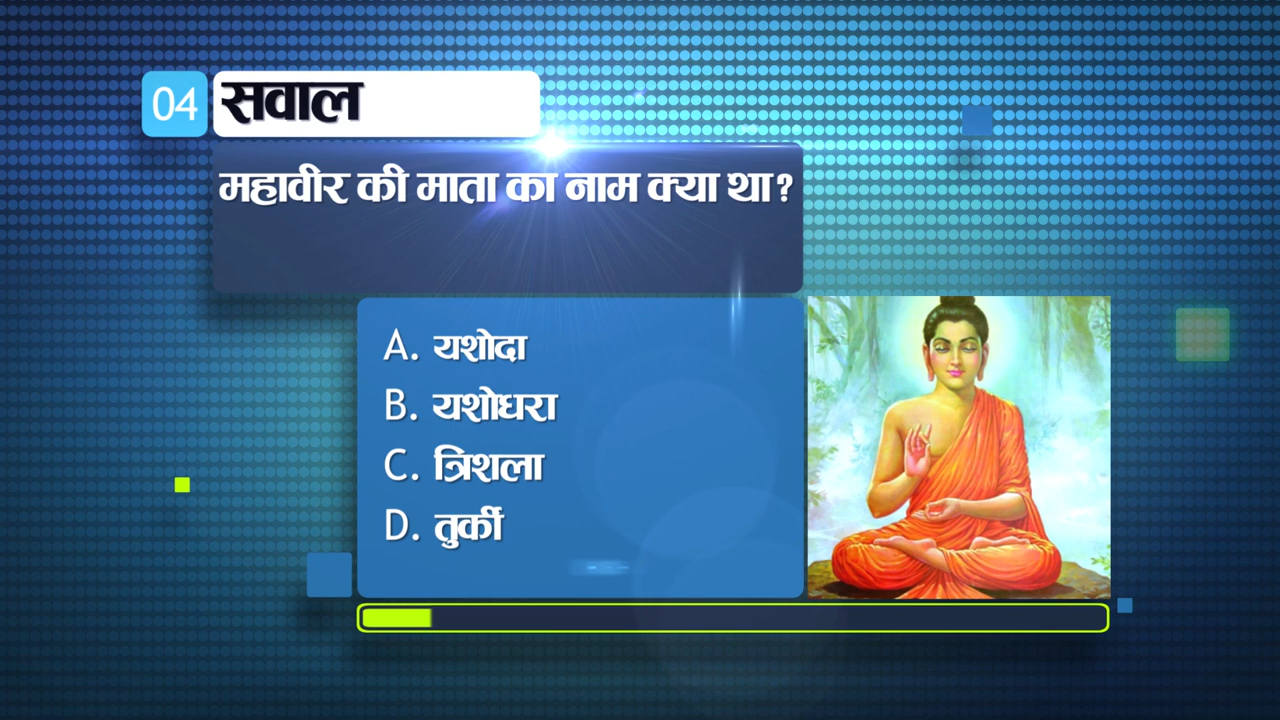 04 सवाल
महावीर की माता का नाम क्या था?
A. यशोदा
B. यशोधरा
C. त्रिशला
D. तुर्की